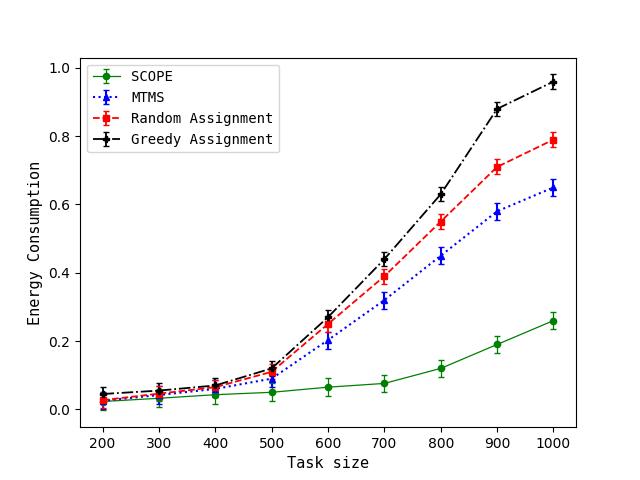 SCOPE
MTMS
Random Assignment
Greedy Assignment
Energy Consumption
1.0
0.8
0.6
0.4
0.2
0.0
200 300 400 500 600 700 800 900 1000
Task size